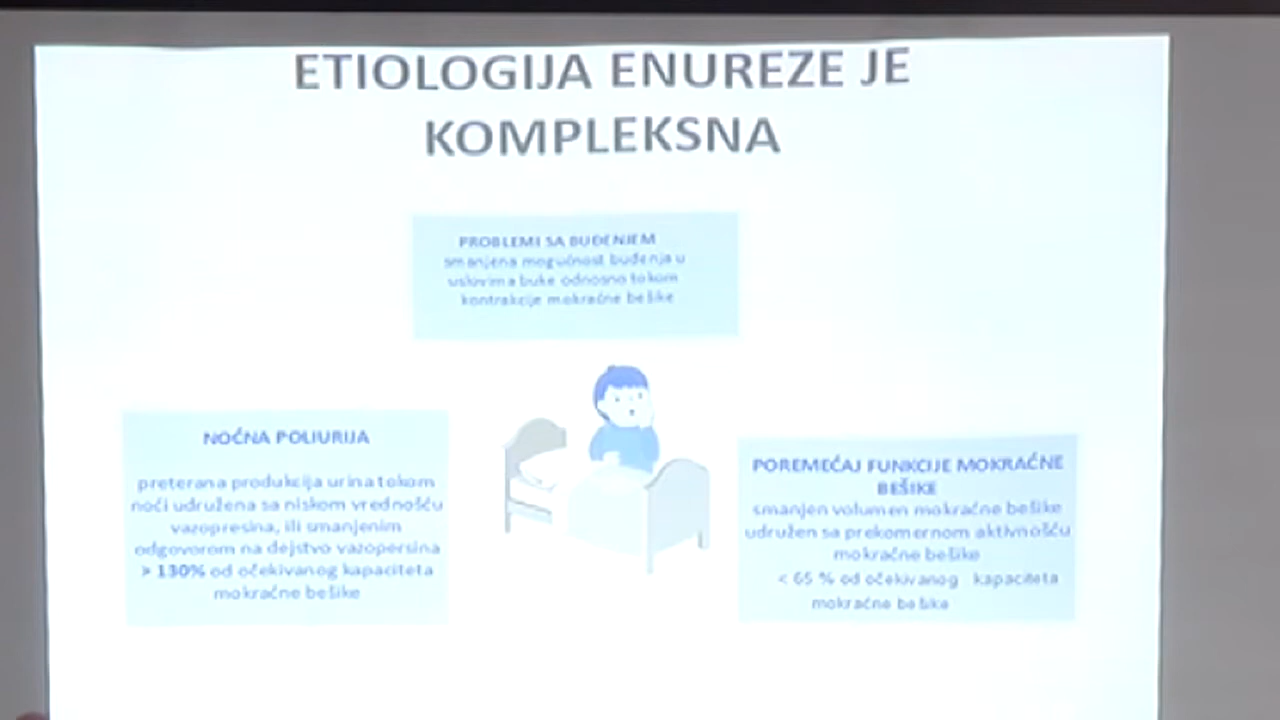 ETIOLOGIJA ENUREZE JE
KOMPLEKSNA
PROBLEMI SA BUĐENJEM
smanjena mogućnost buđenja u
uslovima buke odnosno tokom
kontrakcije mokraćne bešike
NOĆNA POLIURIJA
preterana produkcija urina tokom
noći udružena sa niskom vrednošću
vazopresina, ili smanjenim
odgovorom na dejstvo vazopersina
> 130% od očekivanog kapaciteta
mokraćne bešike
POREMEĆAJ FUNKCIJE MOKRAĆNE
BEŠIKE
smanjen volumen mokraćne bešike
udružen sa prekomernom aktivnošću
mokraćne bešike
< 65 % od očekivanog kapaciteta
mokraćne bešike